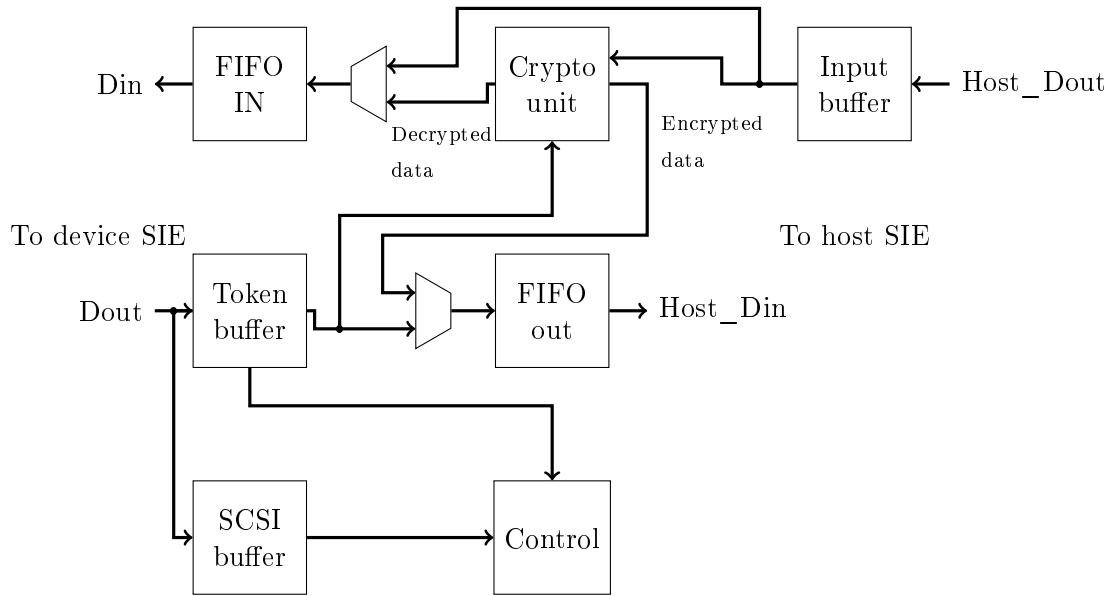 Din
FIFO
IN
Crypto
unit
Input
buffer
Host_Dout
Decrypted
data
Encrypted
data
To device SIE
To host SIE
Dout
Token
buffer
FIFO
out
Host_Din
SCSI
buffer
Control